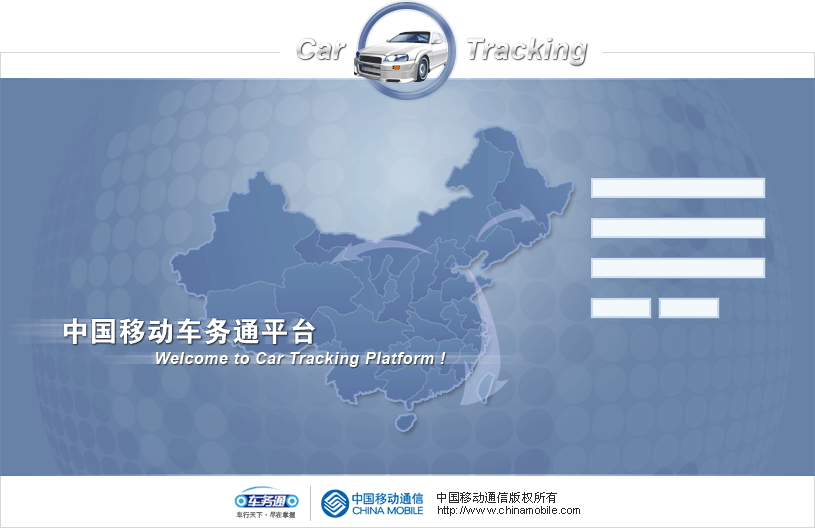 Car Tracking
中国移动车务通平台
Welcome to Car Tracking Platform !
车务通
车行天下·尽在掌握
中国移动通信
CHINA MOBILE
中国移动通信版权所有
http://www.chinamobile.com